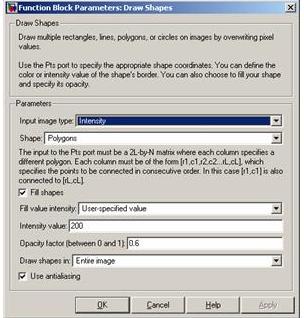 Function Block Parameters: Draw Shapes
Draw Shapes
Draw multiple rectangles, lines, polygons, or circles on images by overwriting pixel
values.
Use the Pts port to specify the appropriate shape coordinates. You can define the
color or intensity value of the shape's border. You can also choose to fill your shape
and specify its opacity.
Parameters
Input image type: Intensity
Shape: Polygons
The input to the Pts port must be a 2L-by-N matrix where each column specifies a
different polygon. Each column must be of the form [r1,c1,r2,c2...rL,cL], which
specifies the points to be connected in consecutive order. In this case [r1,c1] is also
connected to [rL,cL].
Fill shapes
Fill value intensity: User-specified value
Intensity value: 200
Opacity factor (between 0 and 1): 0.6
Draw shapes in: Entire image
Use antialiasing
OK Cancel Help Apply